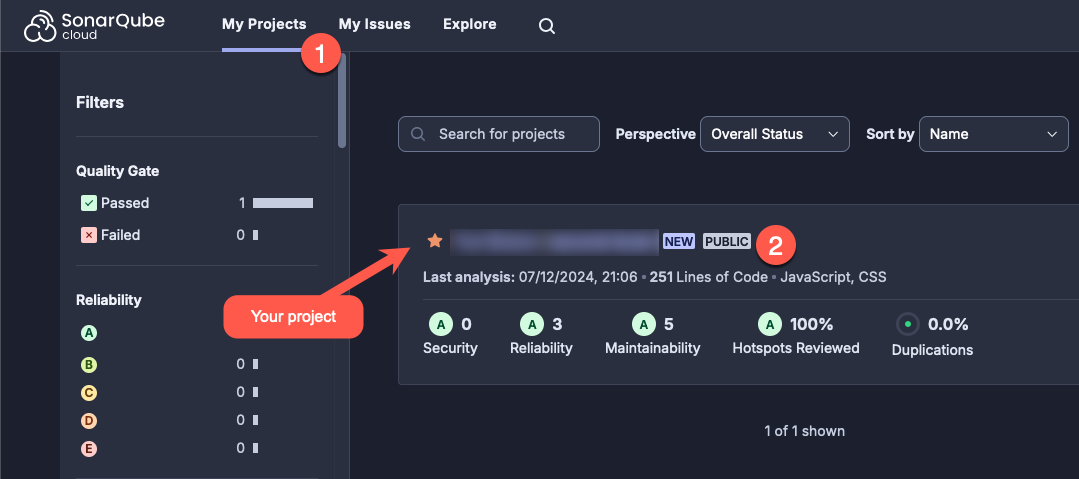 SonarQube cloud
My Projects My Issues Explore
1
Filters
Search for projects Perspective Overall Status Sort by Name
Quality Gate
Passed 1
Failed 0
NEW PUBLIC 2
Last analysis: 07/12/2024, 21:06 251 Lines of Code JavaScript, CSS
Reliability
Your project
A
B 0
C 0
D 0
E 0
A 0 A 3 A 5 A 100% 0.0%
Security Reliability Maintainability Hotspots Reviewed Duplications
1 of 1 shown